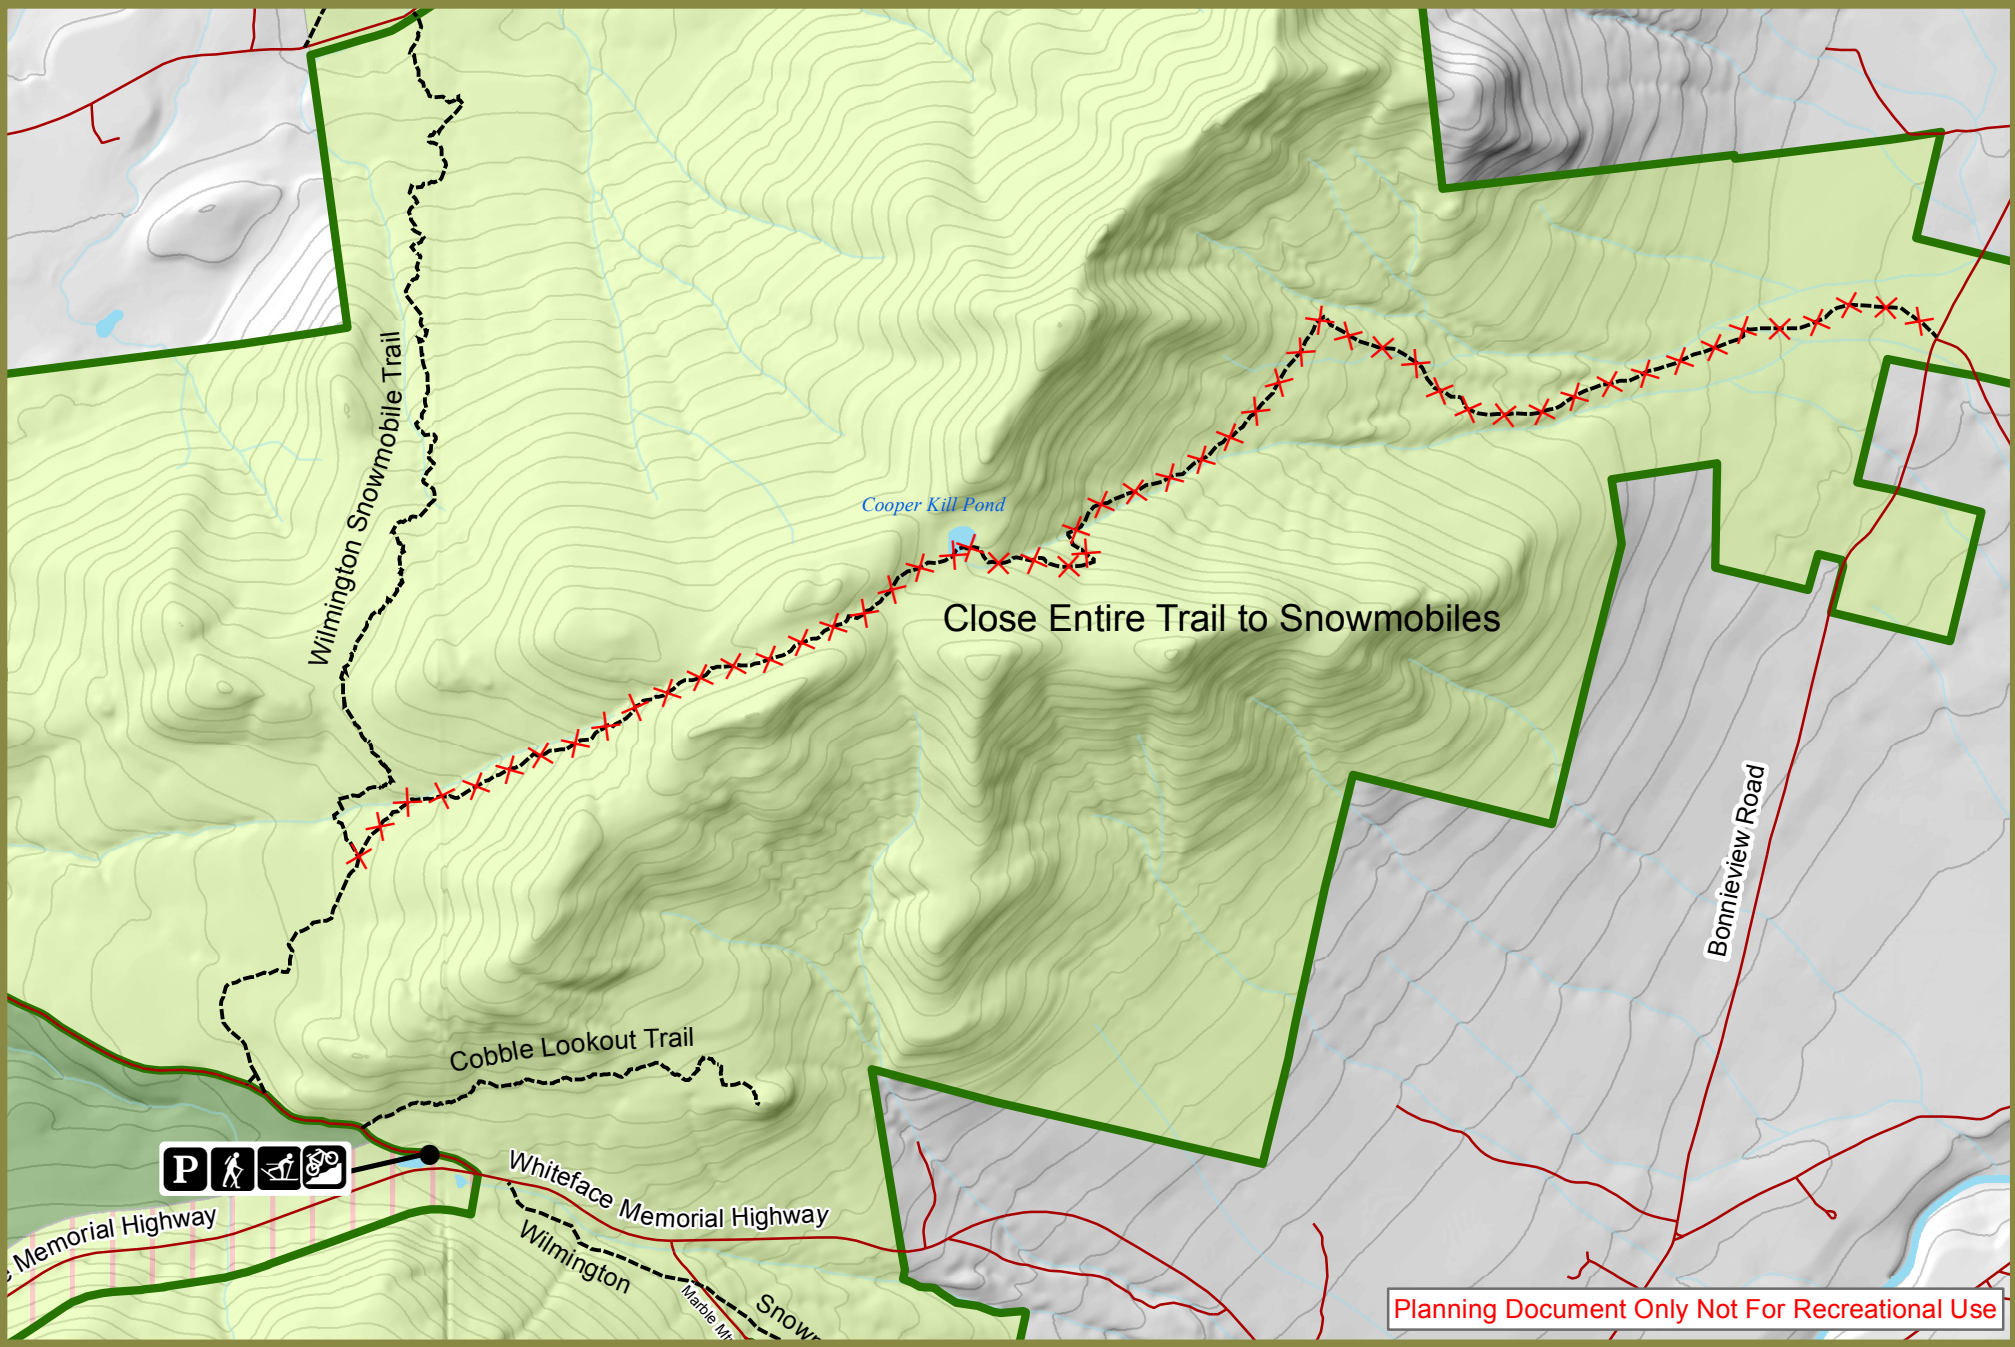 Wilmington Snowmobile Trail
Cooper Kill Pond
Close Entire Trail to Snowmobiles
Bonnieview Road
Cobble Lookout Trail
P
Whiteface Memorial Highway
Memorial Highway
Wilmington
Snow
Marble
Planning Document Only Not For Recreational Use